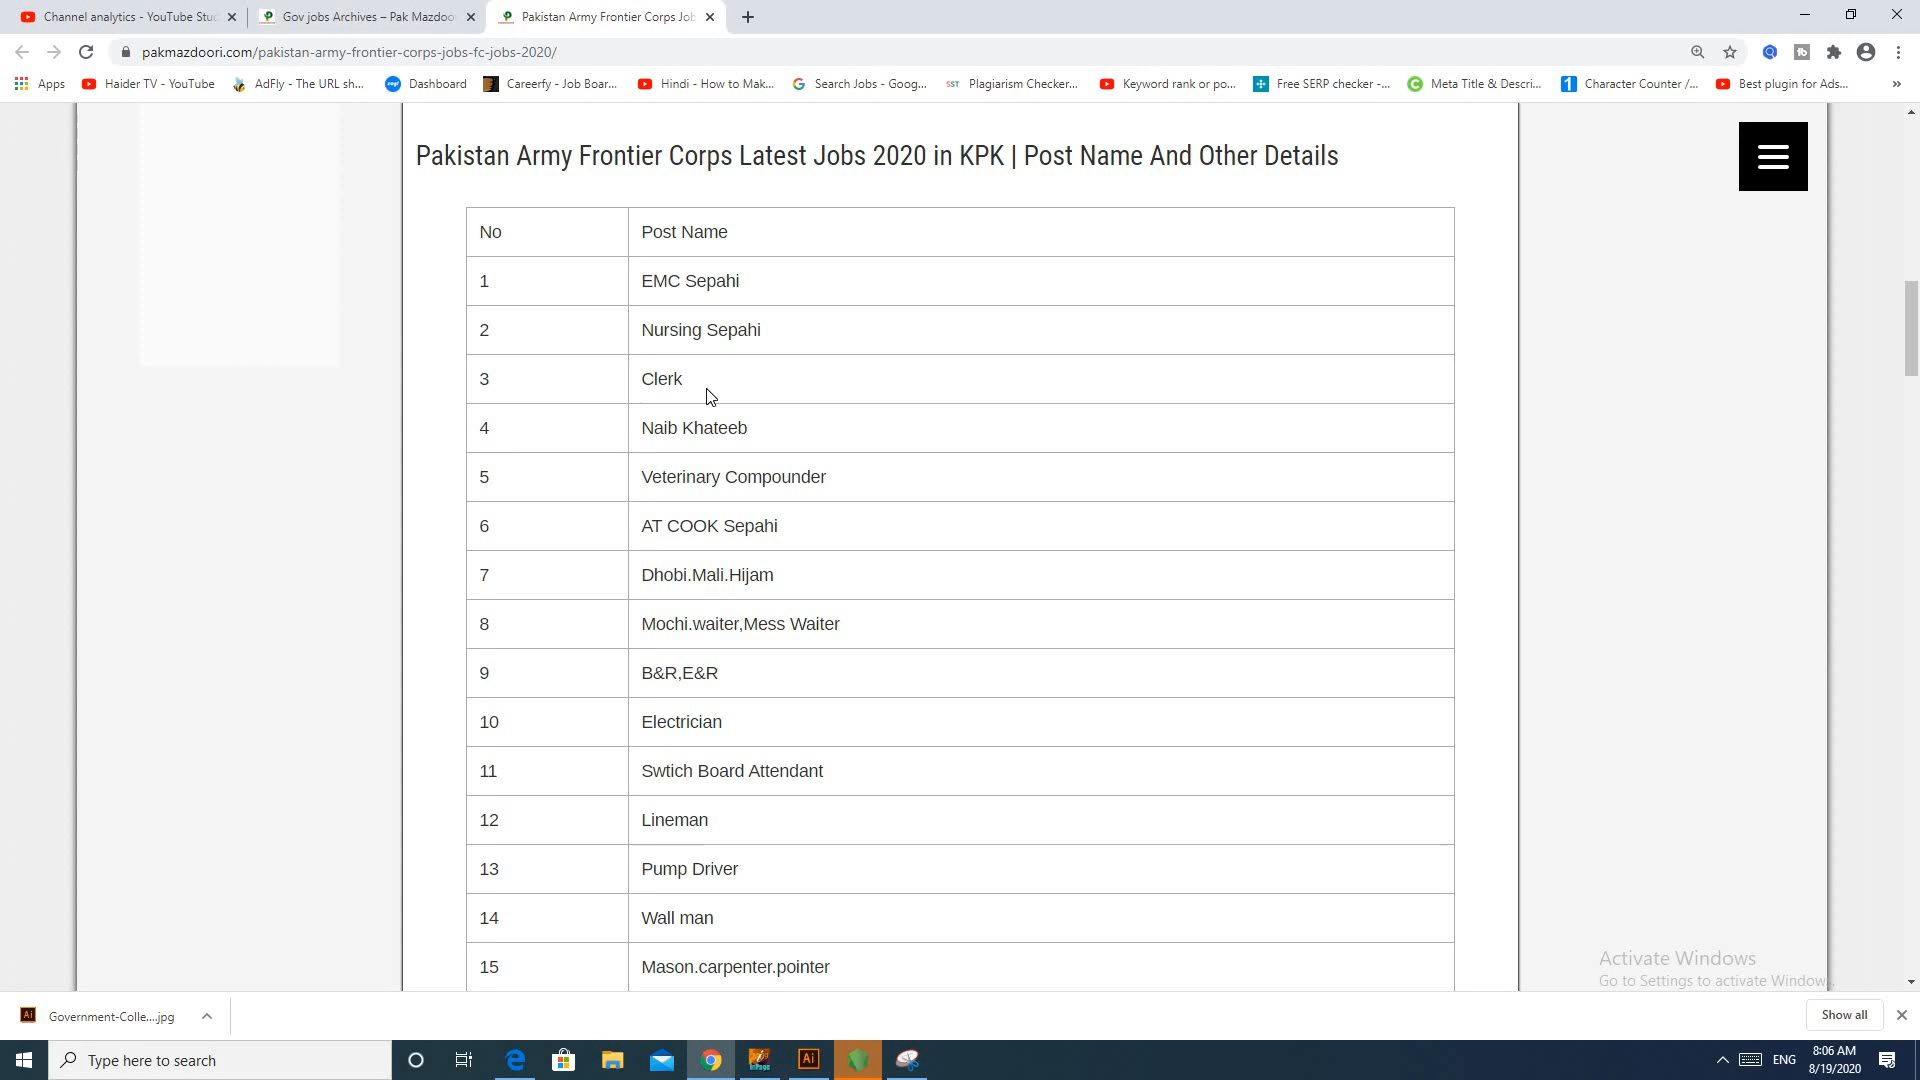 Channel analytics - YouTube Stu
Gov jobs Archives – Pak Mazdoo
Pakistan Army Frontier Corps Job
pakmazdoori.com/pakistan-army-frontier-corps-jobs-fc-jobs-2020/
Apps
Haider TV - YouTube
AdFly - The URL sh...
Dashboard
Careerfy - Job Boar...
Hindi - How to Mak...
Search Jobs - Goog...
SST Plagiarism Checker...
Keyword rank or po...
Free SERP checker -...
Meta Title & Descri...
1 Character Counter /...
Best plugin for Ads...
»
Pakistan Army Frontier Corps Latest Jobs 2020 in KPK | Post Name And Other Details
No Post Name
1 EMC Sepahi
2 Nursing Sepahi
3 Clerk
4 Naib Khateeb
5 Veterinary Compounder
6 AT COOK Sepahi
7 Dhobi.Mali.Hijam
8 Mochi.waiter,Mess Waiter
9 B&R,E&R
10 Electrician
11 Swtich Board Attendant
12 Lineman
13 Pump Driver
14 Wall man
15 Mason.carpenter.pointer
Activate Windows
Go to Settings to activate Windows.
Ai Government-Colle....jpg
Show all
Type here to search
Ai
ENG
8:06 AM
8/19/2020